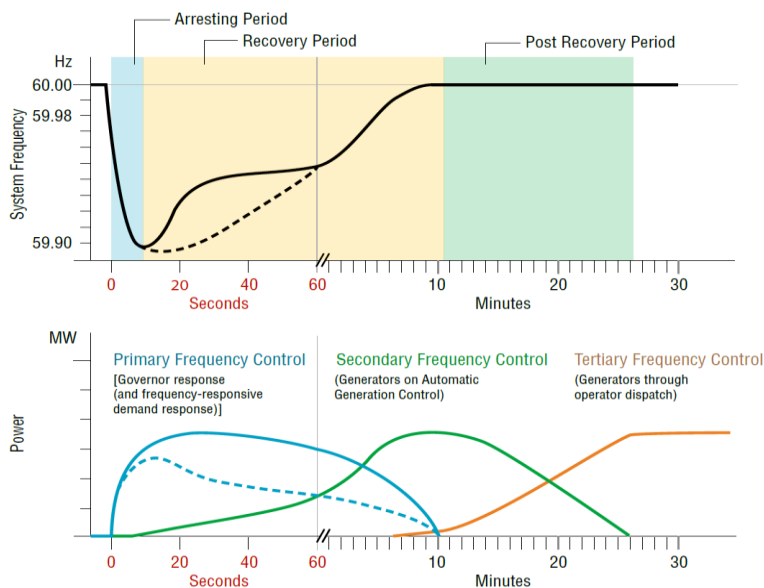 Arresting Period
Recovery Period
Post Recovery Period
Hz
60.00
59.98
59.90
System Frequency
0 20 40 60 10 20 30
Seconds Minutes
MW
Primary Frequency Control
[Governor response
(and frequency-responsive
demand response)]
Secondary Frequency Control
(Generators on Automatic
Generation Control)
Tertiary Frequency Control
(Generators through
operator dispatch)
Power
0 20 40 60 10 20 30
Seconds Minutes